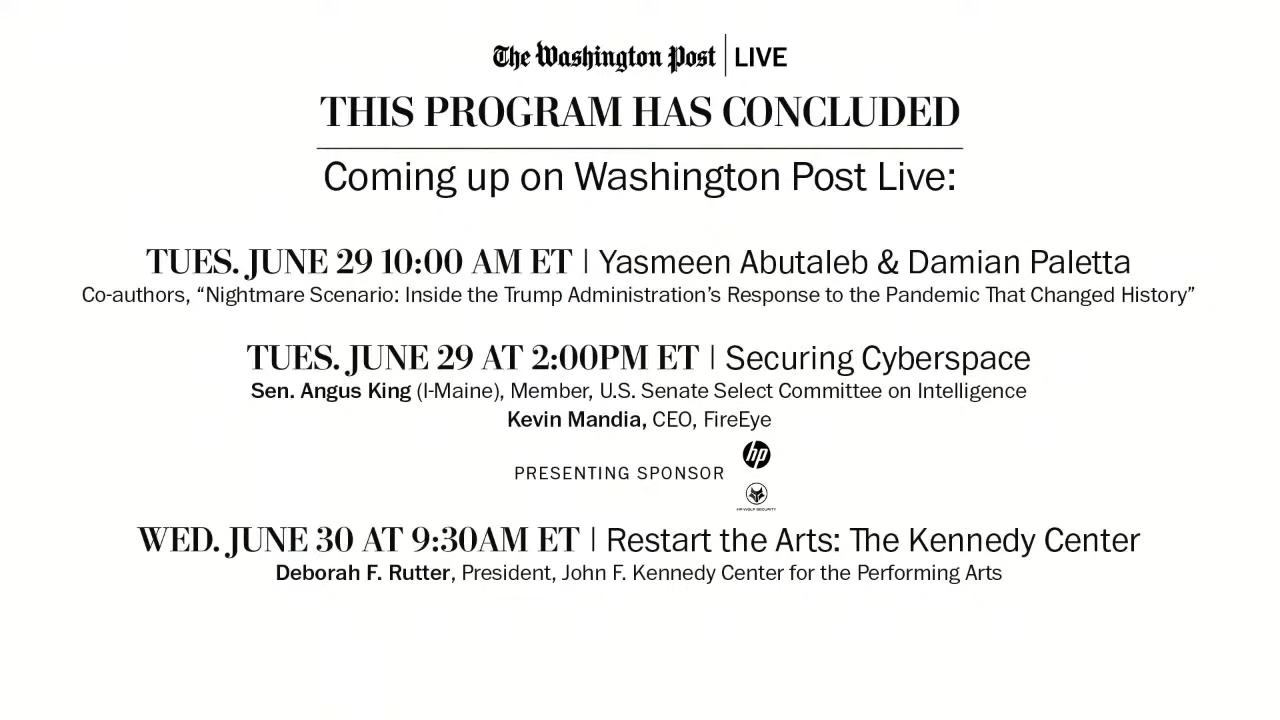 The Washington Post | LIVE
THIS PROGRAM HAS CONCLUDED
Coming up on Washington Post Live:
TUES. JUNE 29 10:00 AM ET | Yasmeen Abutaleb & Damian Paletta
Co-authors, “Nightmare Scenario: Inside the Trump Administration’s Response to the Pandemic That Changed History”
TUES. JUNE 29 AT 2:00PM ET | Securing Cyberspace
Sen. Angus King (I-Maine), Member, U.S. Senate Select Committee on Intelligence
Kevin Mandia, CEO, FireEye
hp
PRESENTING SPONSOR
HP WOLF SECURITY
WED. JUNE 30 AT 9:30AM ET | Restart the Arts: The Kennedy Center
Deborah F. Rutter, President, John F. Kennedy Center for the Performing Arts